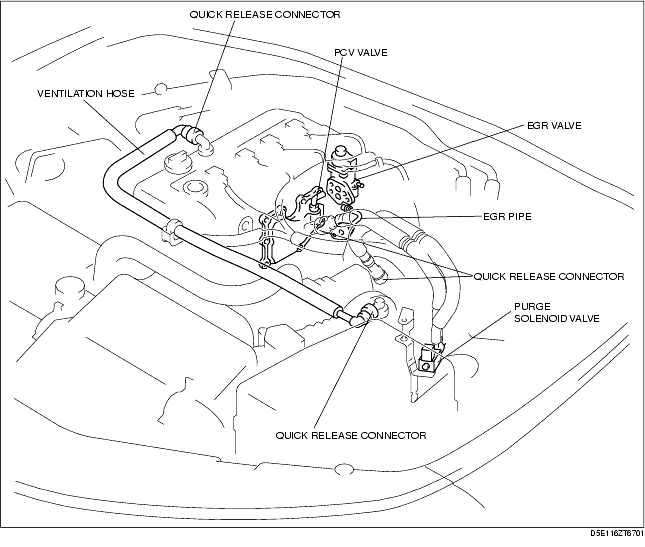 QUICK RELEASE CONNECTOR
PCV VALVE
VENTILATION HOSE
EGR VALVE
EGR PIPE
QUICK RELEASE CONNECTOR
PURGE
SOLENOID VALVE
QUICK RELEASE CONNECTOR
D5E116ZT6701